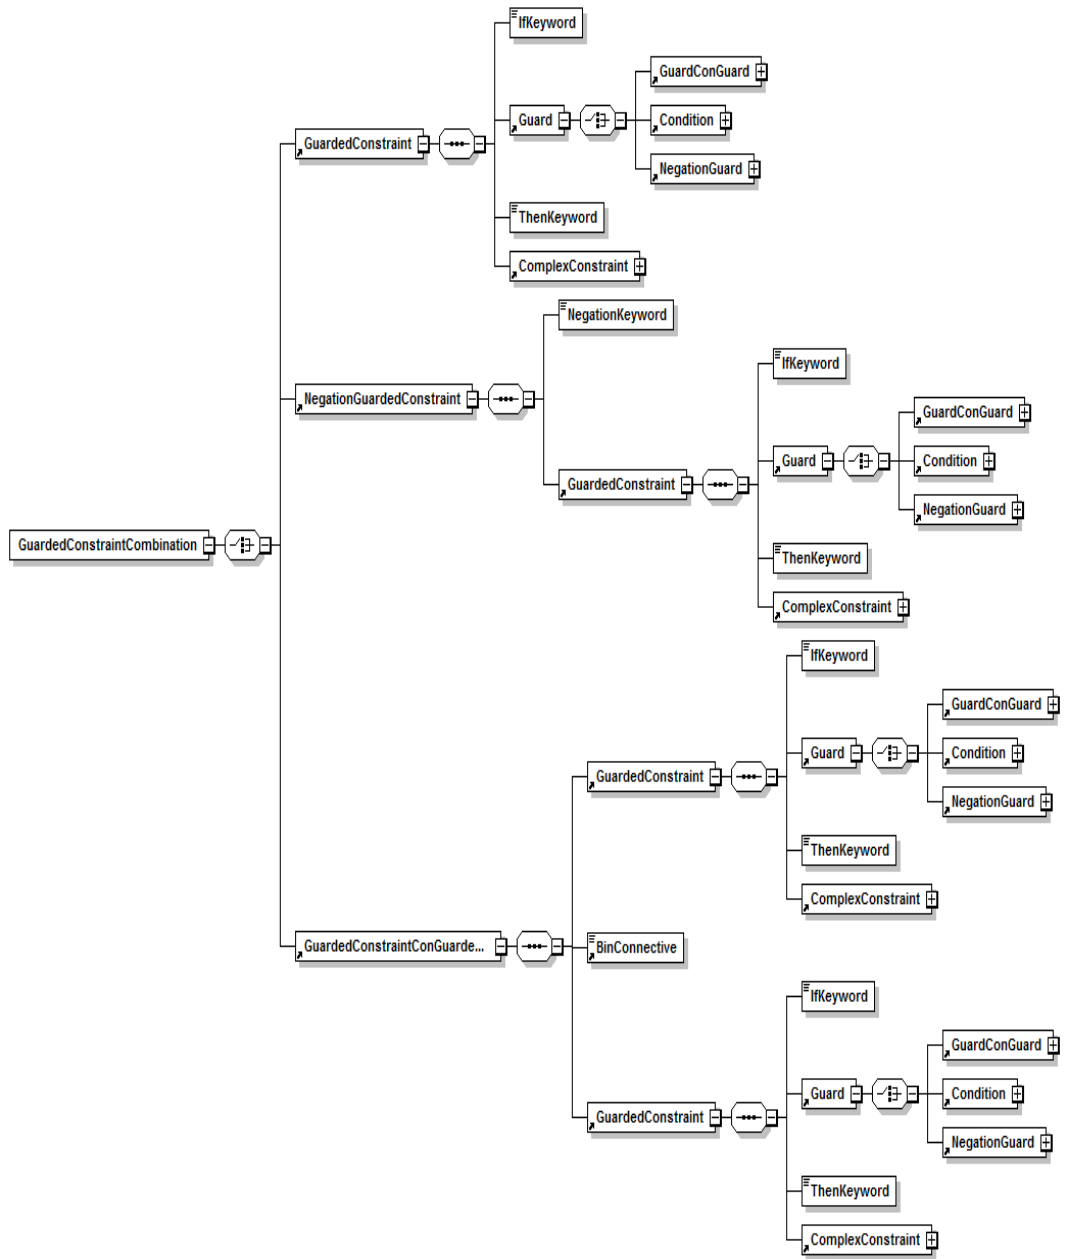 IfKeyword
GuardConGuard
Guard
Condition
GuardedConstraint
NegationGuard
ThenKeyword
ComplexConstraint
NegationKeyword
IfKeyword
NegationGuardedConstraint
GuardConGuard
Guard
Condition
GuardedConstraint
NegationGuard
GuardedConstraintCombination
ThenKeyword
ComplexConstraint
IfKeyword
GuardConGuard
Guard
Condition
GuardedConstraint
NegationGuard
ThenKeyword
ComplexConstraint
GuardedConstraintConGuarde...
BinConnective
IfKeyword
GuardConGuard
Guard
Condition
GuardedConstraint
NegationGuard
ThenKeyword
ComplexConstraint